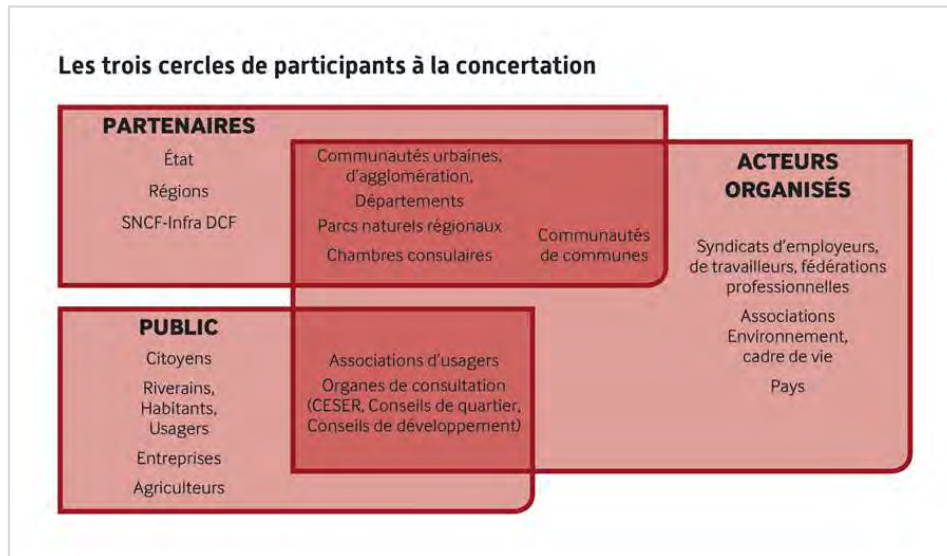 Les trois cercles de participants à la concertation
PARTENAIRES
État
Régions
SNCF-Infra DCF
Communautés urbaines,
d'agglomération,
Départements
Parcs naturels régionaux
Chambres consulaires
Communautés
de communes
ACTEURS
ORGANISÉS
Syndicats d'employeurs,
de travailleurs, fédérations
professionnelles
Associations
Environnement,
cadre de vie
Pays
PUBLIC
Citoyens
Riverains,
Habitants,
Usagers
Entreprises
Agriculteurs
Associations d'usagers
Organes de consultation
(CESER, Conseils de quartier,
Conseils de développement)